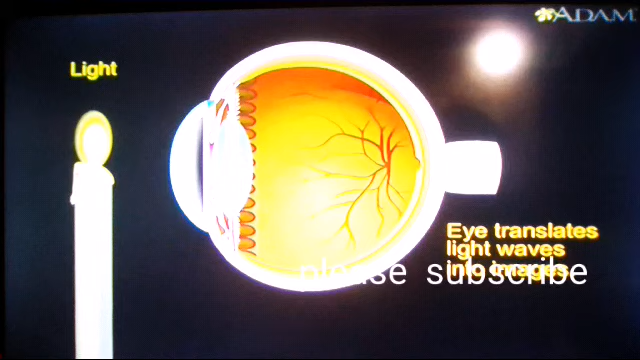 ADAM
Light
Eye translates
light waves
into images.
please subscribe